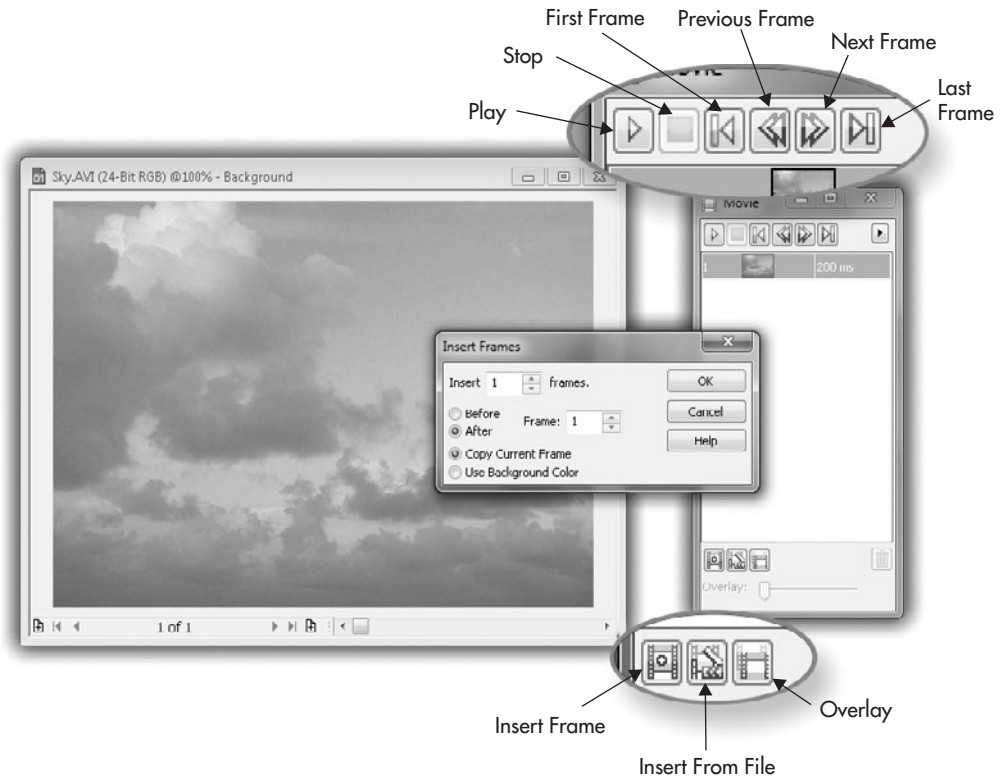 First Frame
Previous Frame
Next Frame
Stop
Last
Frame
Play
Sky.AVI (24-Bit RGB) @100% - Background
Movie
1
200 ms
Insert Frames
Insert 1 frames.
OK
Before
Frame: 1
Cancel
After
Help
Copy Current Frame
Use Background Color
Overlay:
1 of 1
Insert Frame
Overlay
Insert From File